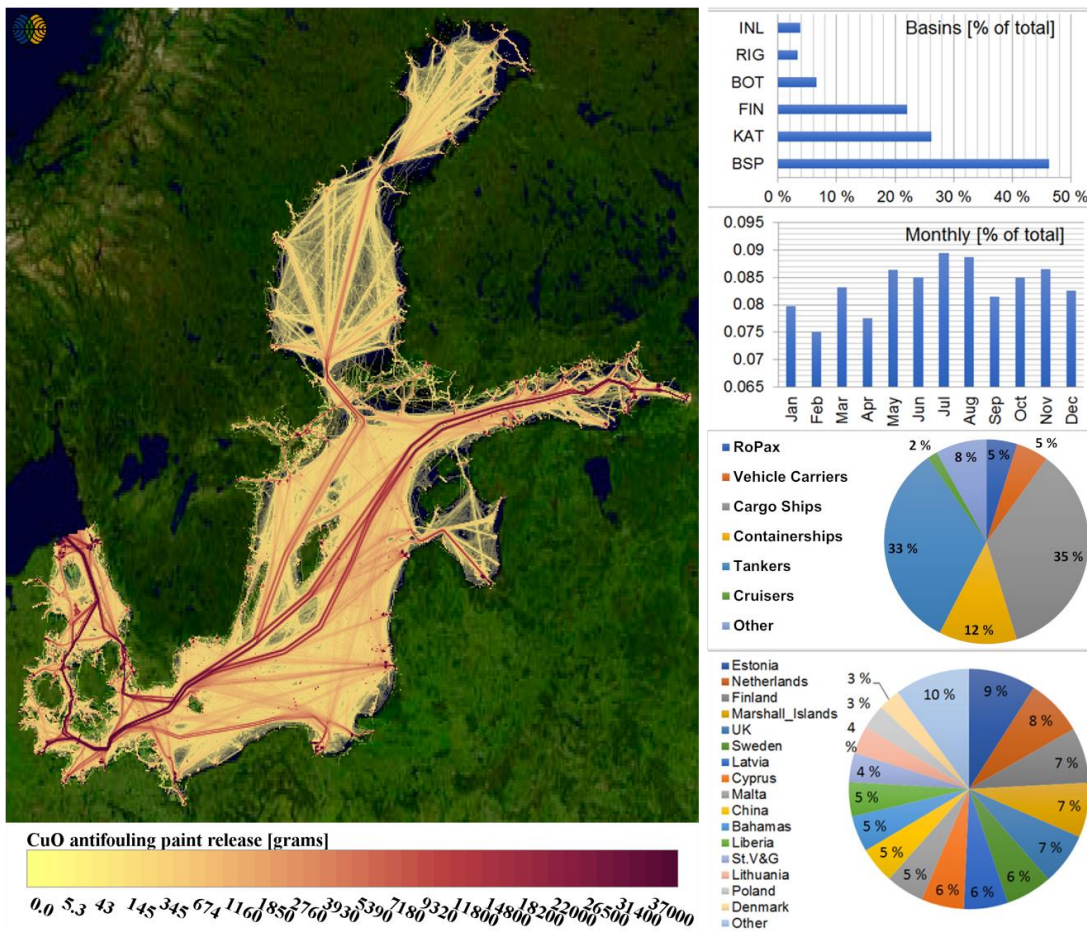 CuO antifouling paint release [grams]
0.0 5.3 43 145 345 674 1160 1850 2760 3930 5390 7180 9320 11800 14800 18200 22000 26500 31400 37000
Basins [% of total]
INL
RIG
BOT
FIN
KAT
BSP
0 % 10 % 20 % 30 % 40 % 50 %
Monthly [% of total]
0.095
0.09
0.085
0.08
0.075
0.07
0.065
Jan Feb Mar Apr May Jun Jul Aug Sep Oct Nov Dec
RoPax
Vehicle Carriers
Cargo Ships
Containerships
Tankers
Cruisers
Other
2 %
8 %
5 %
5 %
33 %
35 %
12 %
Estonia
Netherlands
Finland
Marshall_Islands
UK
Sweden
Latvia
Cyprus
Malta
China
Bahamas
Liberia
St.V&G
Lithuania
Poland
Denmark
Other
9 %
8 %
7 %
7 %
7 %
6 %
6 %
6 %
5 %
5 %
5 %
5 %
4 %
4
%
3 %
3 %
10 %